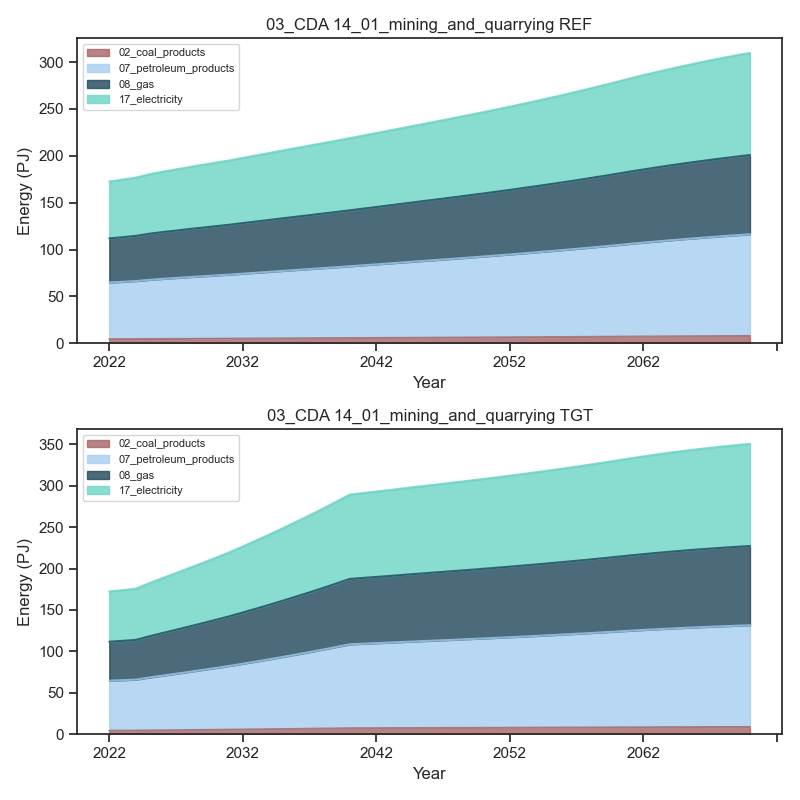 03_CDA 14_01_mining_and_quarrying REF
300
250
200
150
100
50
0
Energy (PJ)
02_coal_products
07_petroleum_products
08_gas
17_electricity
2022 2032 2042 2052 2062
Year
03_CDA 14_01_mining_and_quarrying TGT
350
300
250
200
150
100
50
0
Energy (PJ)
02_coal_products
07_petroleum_products
08_gas
17_electricity
2022 2032 2042 2052 2062
Year